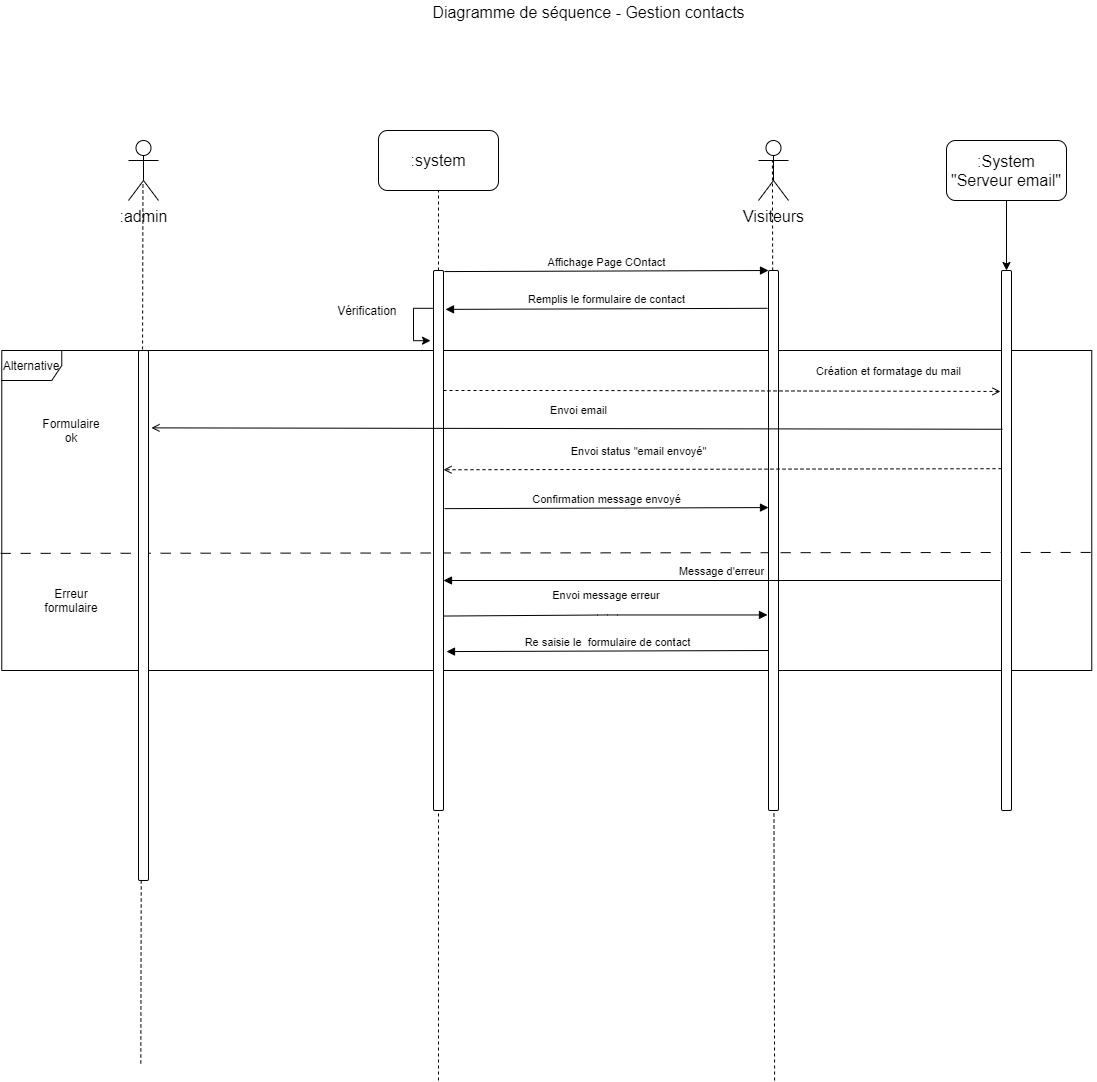 Diagramme de séquence - Gestion contacts
:admin
:system
Visiteurs
:System
"Serveur email"
Affichage Page COntact
Remplis le formulaire de contact
Vérification
Alternative
Création et formatage du mail
Formulaire
ok
Envoi email
Envoi status "email envoyé"
Confirmation message envoyé
Message d'erreur
Erreur
formulaire
Envoi message erreur
Re saisie le  formulaire de contact